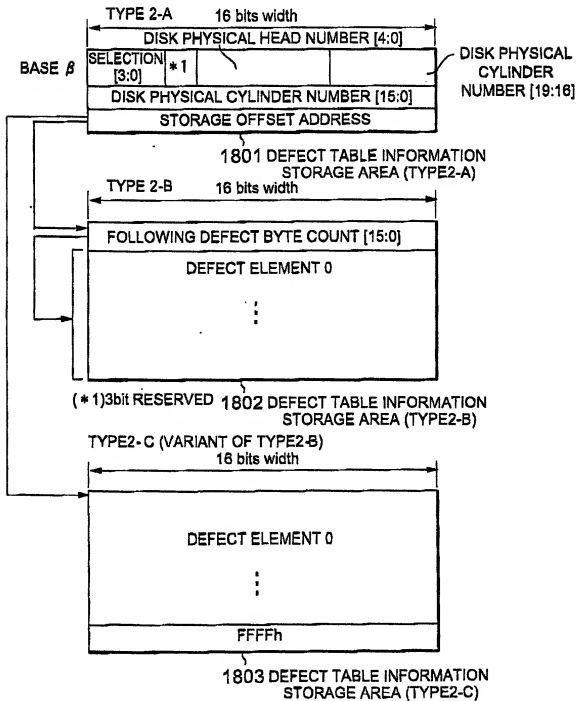 TYPE 2-A
16 bits width
DISK PHYSICAL HEAD NUMBER [4:0]
BASE β
SELECTION
[3:0]
*1
DISK PHYSICAL
CYLINDER
NUMBER [19:16]
DISK PHYSICAL CYLINDER NUMBER [15:0]
STORAGE OFFSET ADDRESS
1801 DEFECT TABLE INFORMATION
STORAGE AREA (TYPE2-A)
TYPE 2-B
16 bits width
FOLLOWING DEFECT BYTE COUNT [15:0]
DEFECT ELEMENT 0
(*1)3bit RESERVED
1802 DEFECT TABLE INFORMATION
STORAGE AREA (TYPE2-B)
TYPE2-C (VARIANT OF TYPE2-B)
16 bits width
DEFECT ELEMENT 0
FFFFh
1803 DEFECT TABLE INFORMATION
STORAGE AREA (TYPE2-C)